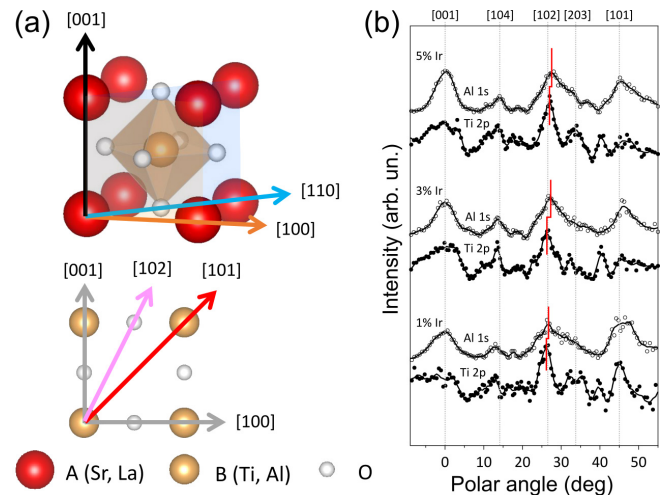 (a)
[001]
[110]
[100]
[001]
[102]
[101]
[100]
A (Sr, La)
B (Ti, Al)
O
(b)
[001]
[104]
[102]
[203]
[101]
5% Ir
Al 1s
Ti 2p
3% Ir
Al 1s
Ti 2p
1% Ir
Al 1s
Ti 2p
Intensity (arb. un.)
0
10
20
30
40
50
Polar angle (deg)